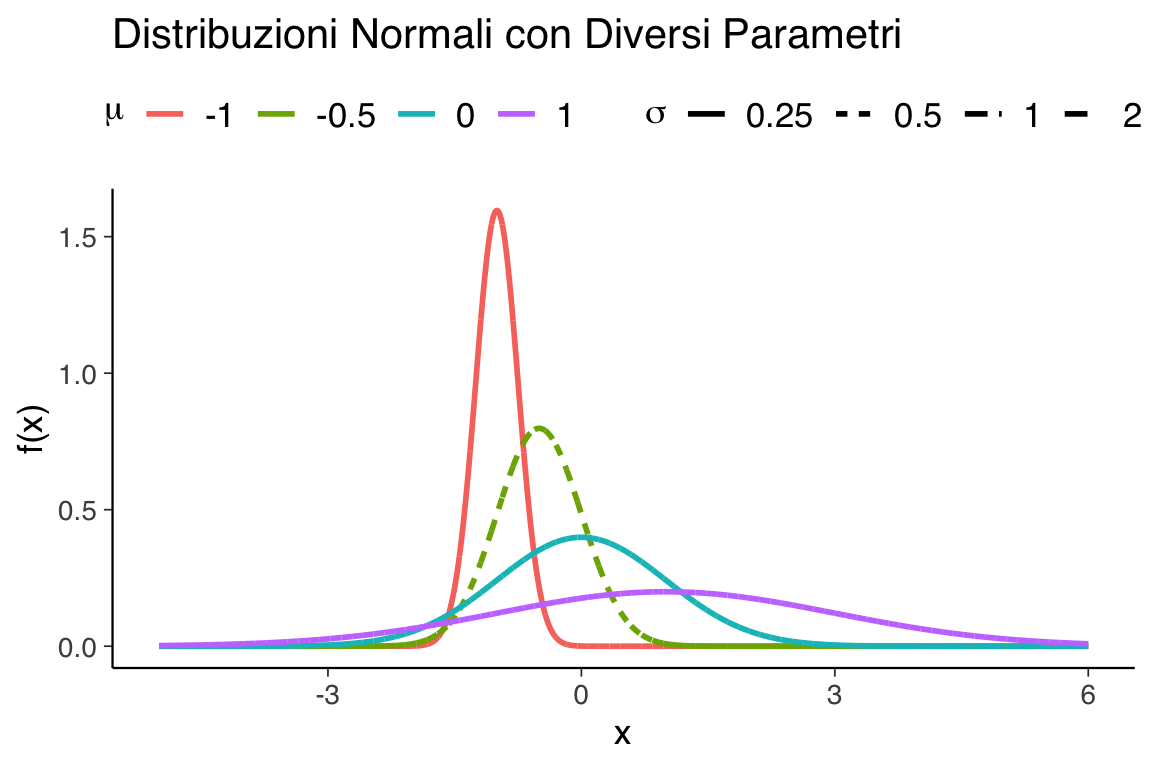 Distribuzioni Normali con Diversi Parametri
μ -1 -0.5 0 1 σ 0.25 0.5 1 2
1.5
1.0
0.5
0.0
f(x)
-3 0 3 6
x